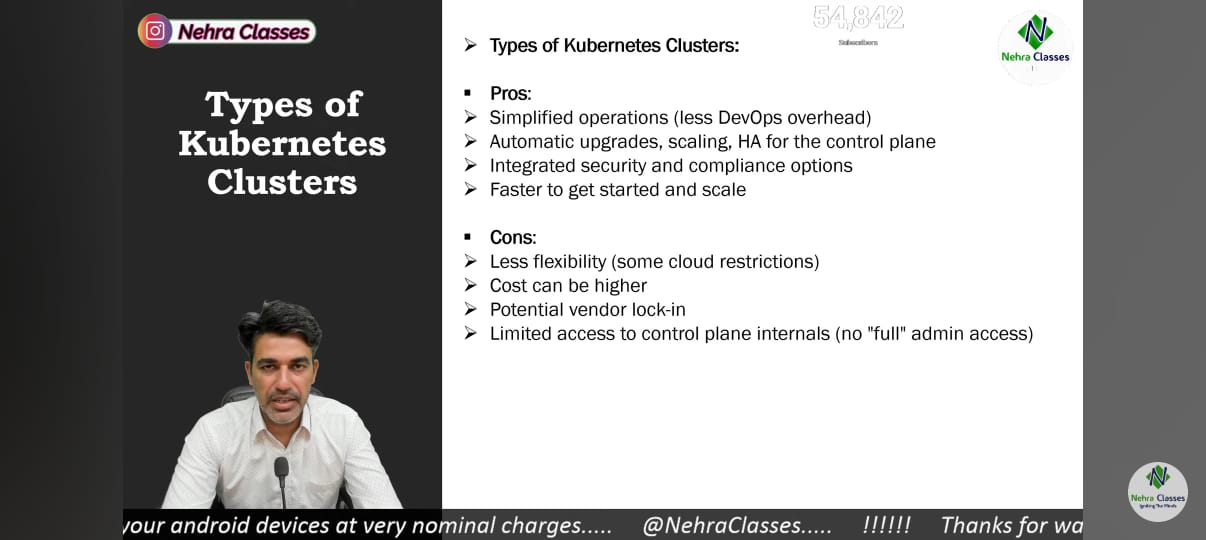 Nehra Classes
Types of
Kubernetes
Clusters
54,842
Subscribers
Nehra Classes
➢ Types of Kubernetes Clusters:
▪ Pros:
➢ Simplified operations (less DevOps overhead)
➢ Automatic upgrades, scaling, HA for the control plane
➢ Integrated security and compliance options
➢ Faster to get started and scale
▪ Cons:
➢ Less flexibility (some cloud restrictions)
➢ Cost can be higher
➢ Potential vendor lock-in
➢ Limited access to control plane internals (no "full" admin access)
Nehra Classes
Igniting The Minds
your android devices at very nominal charges..... @NehraClasses..... !!!!!! Thanks for wa